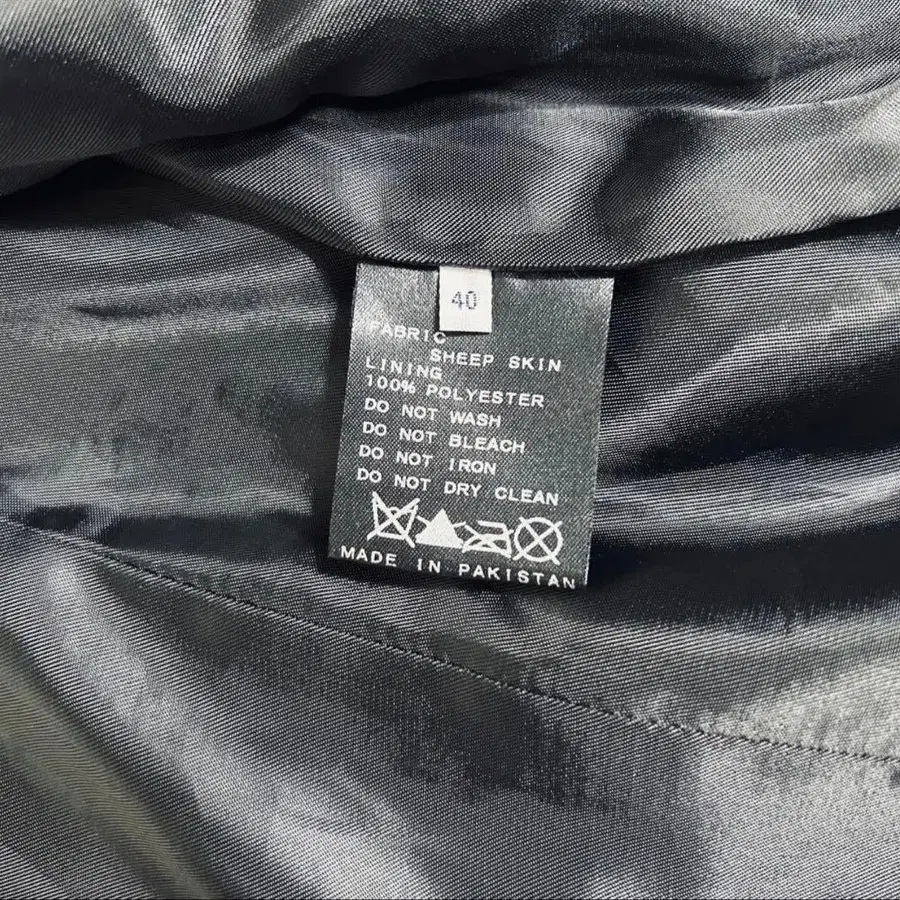 40
FABRIC
SHEEP SKIN
LINING
100% POLYESTER
DO NOT WASH
DO NOT BLEACH
DO NOT IRON
DO NOT DRY CLEAN
MADE IN PAKISTAN